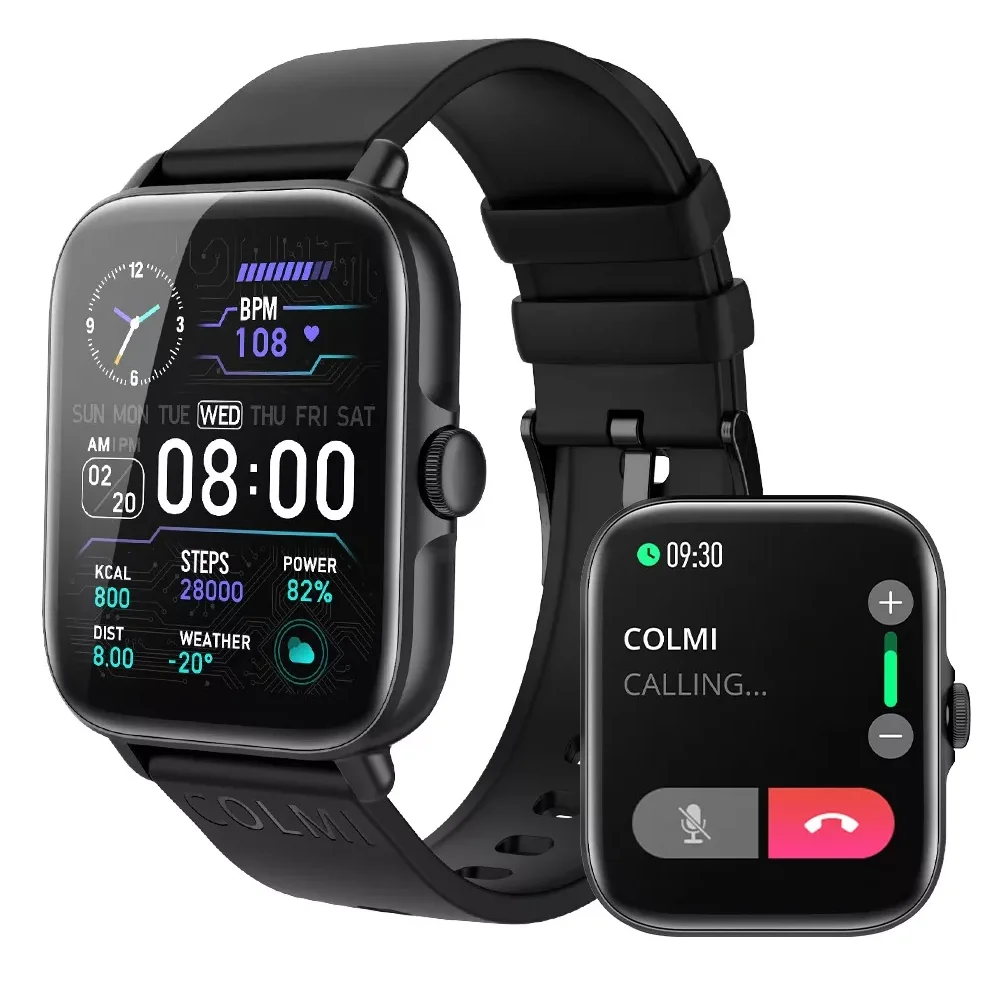 12
9
3
6
BPM
108
SUN MON TUE WED THU FRI SAT
AM|PM
02
20
08:00
KCAL
800
STEPS
28000
POWER
82%
DIST
8.00
WEATHER
-20°
COLMI
09:30
COLMI
CALLING...